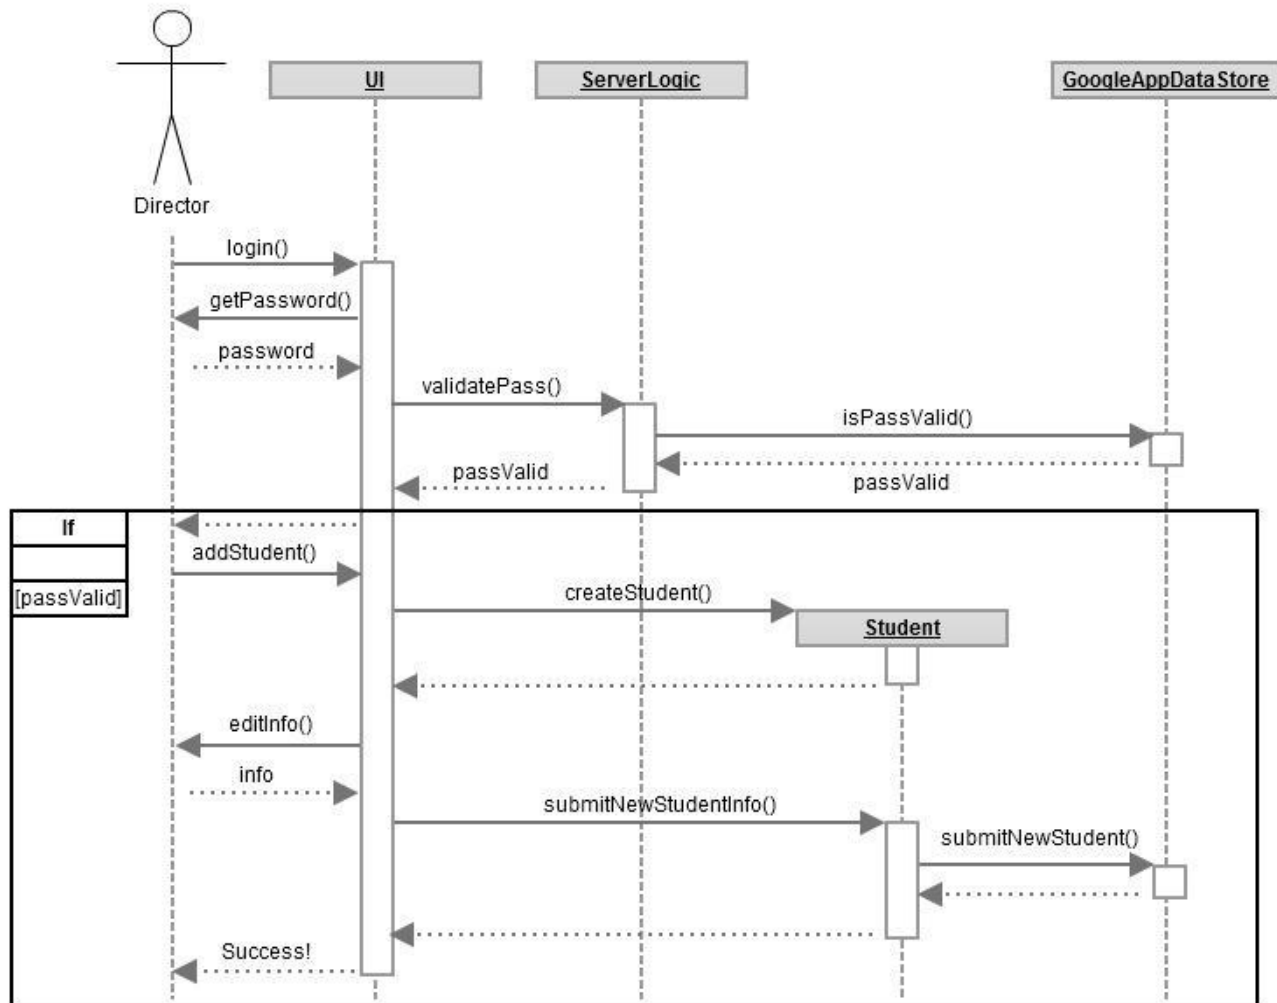 UI
ServerLogic
GoogleAppDataStore
Director
login()
getPassword()
password
validatePass()
isPassValid()
passValid
passValid
If
addStudent()
[passValid]
createStudent()
Student
editInfo()
info
submitNewStudentInfo()
submitNewStudent()
Success!